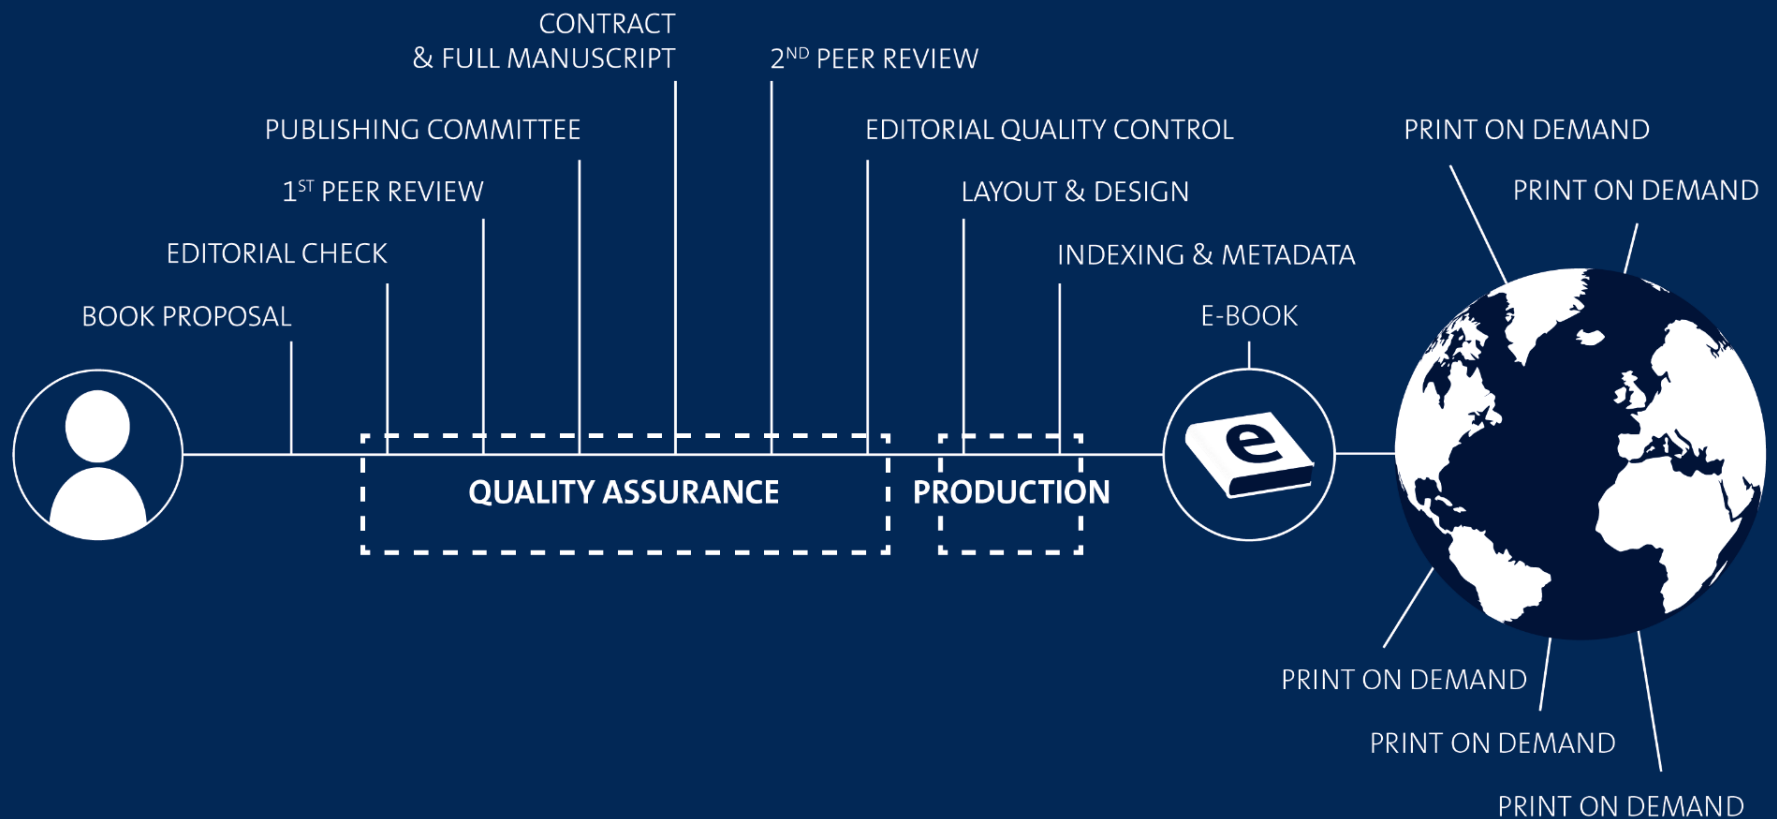 CONTRACT
& FULL MANUSCRIPT
2ND PEER REVIEW
PUBLISHING COMMITTEE
EDITORIAL QUALITY CONTROL
PRINT ON DEMAND
1ST PEER REVIEW
LAYOUT & DESIGN
PRINT ON DEMAND
EDITORIAL CHECK
INDEXING & METADATA
BOOK PROPOSAL
E-BOOK
e
QUALITY ASSURANCE
PRODUCTION
PRINT ON DEMAND
PRINT ON DEMAND
PRINT ON DEMAND